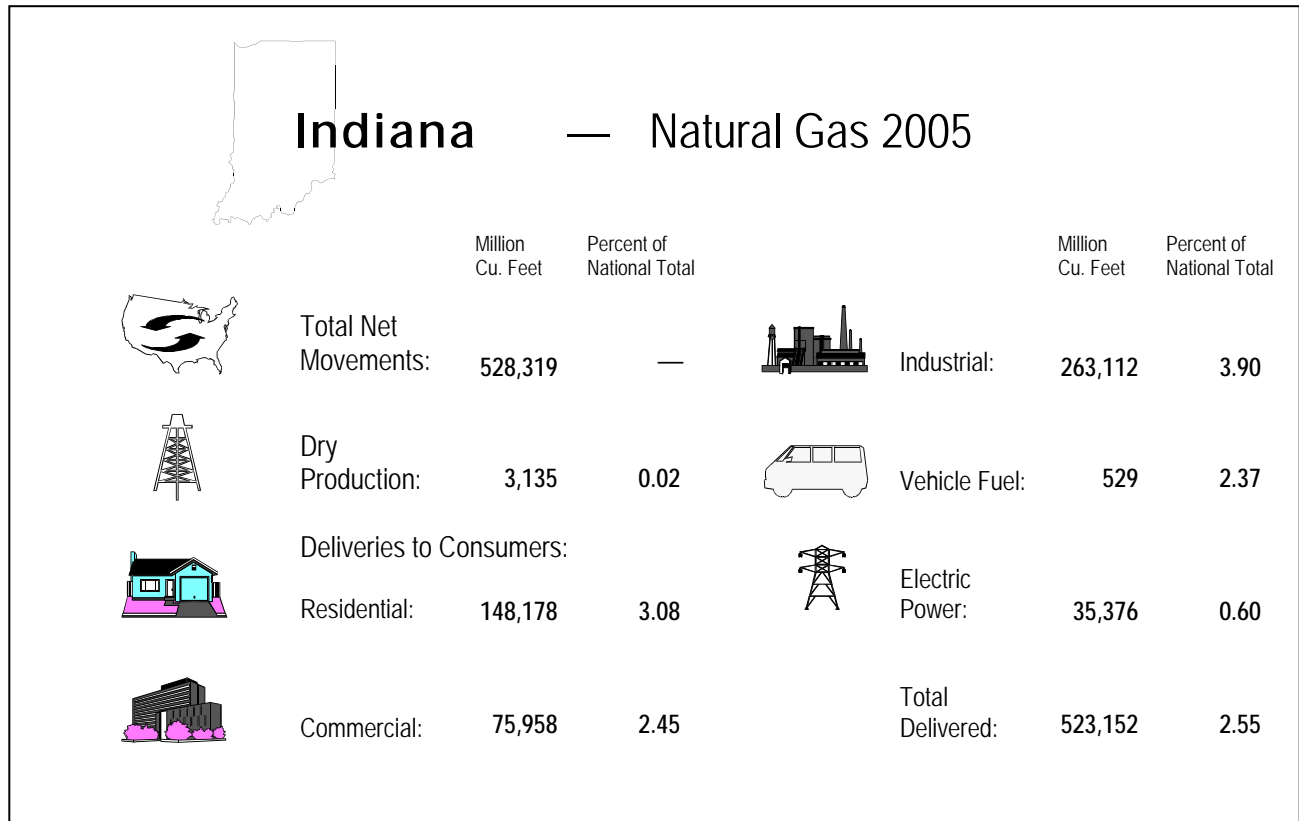 Indiana — Natural Gas 2005
Million Percent of
Cu. Feet National Total
Total Net
Movements: 528,319 —
Dry
Production: 3,135 0.02
Deliveries to Consumers:
Residential: 148,178 3.08
Commercial: 75,958 2.45
Million Percent of
Cu. Feet National Total
Industrial: 263,112 3.90
Vehicle Fuel: 529 2.37
Electric
Power: 35,376 0.60
Total
Delivered: 523,152 2.55